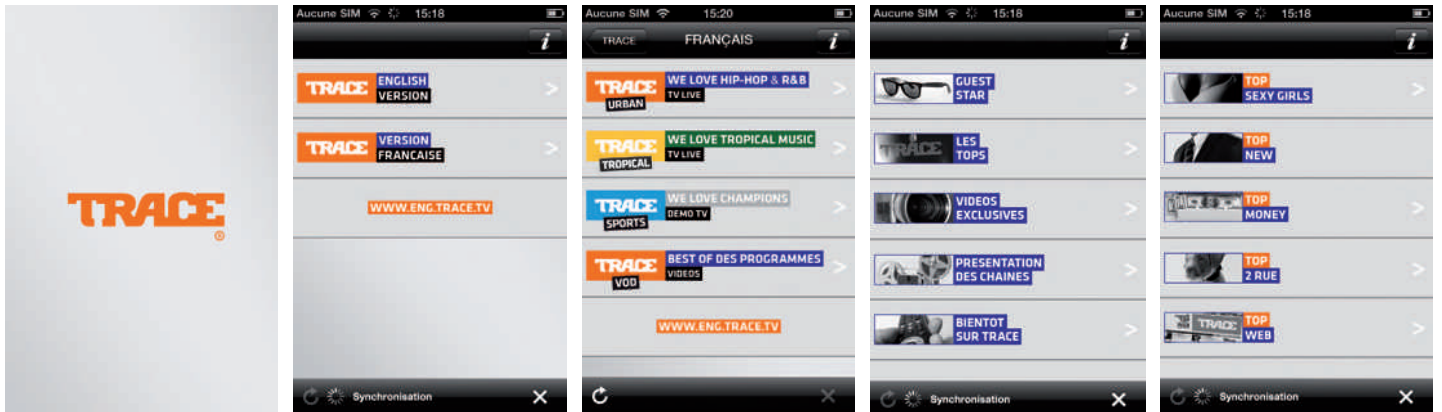 TRACE
®
Aucune SIM 15:18
i
TRACE ENGLISH
VERSION
TRACE VERSION
FRANCAISE
WWW.ENG.TRACE.TV
Synchronisation
Aucune SIM 15:20
TRACE FRANÇAIS i
TRACE WE LOVE HIP-HOP & R&B
URBAN TV LIVE
TRACE WE LOVE TROPICAL MUSIC
TROPICAL TV LIVE
TRACE WE LOVE CHAMPIONS
SPORTS DEMO TV
TRACE BEST OF DES PROGRAMMES
VOD VIDEOS
WWW.ENG.TRACE.TV
Aucune SIM 15:18
i
GUEST
STAR
TRACE LES
TOPS
VIDEOS
EXCLUSIVES
PRESENTATION
DES CHAINES
BIENTOT
SUR TRACE
Synchronisation
Aucune SIM 15:18
i
TOP
SEXY GIRLS
TOP
NEW
TOP
MONEY
TOP
2 RUE
TRACE TOP
WEB
Synchronisation